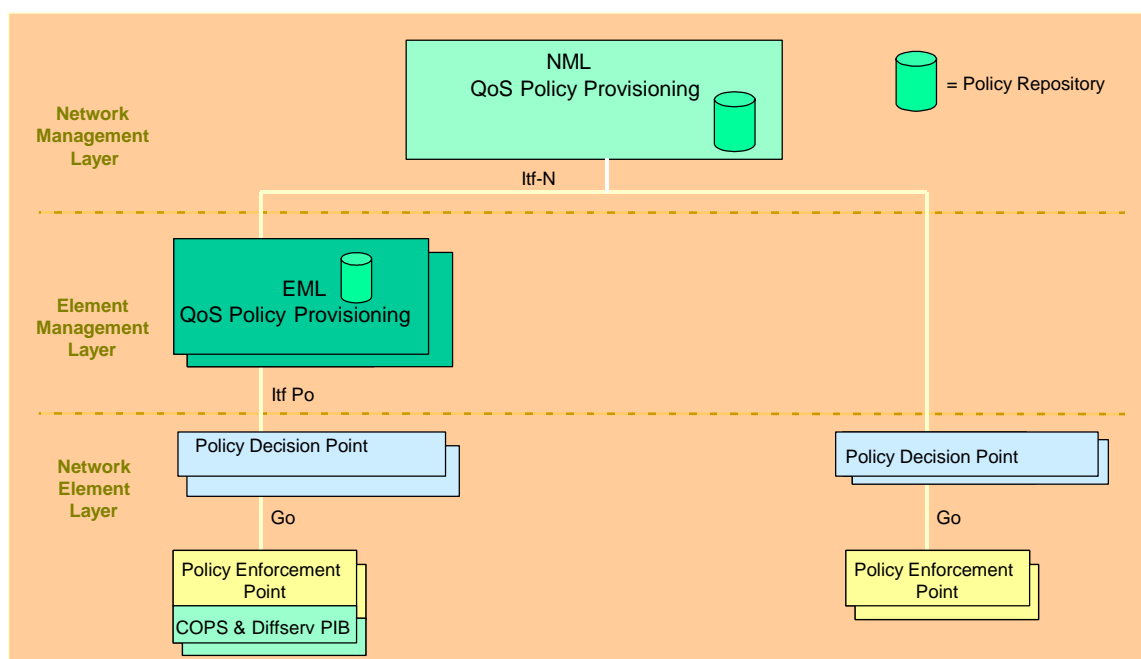 NML
QoS Policy Provisioning
= Policy Repository
Network
Management
Layer
Itf-N
EML
QoS Policy Provisioning
Element
Management
Layer
Itf Po
Policy Decision Point
Policy Decision Point
Network
Element
Layer
Go
Go
Policy Enforcement
Point
COPS & Diffserv PIB
Policy Enforcement
Point